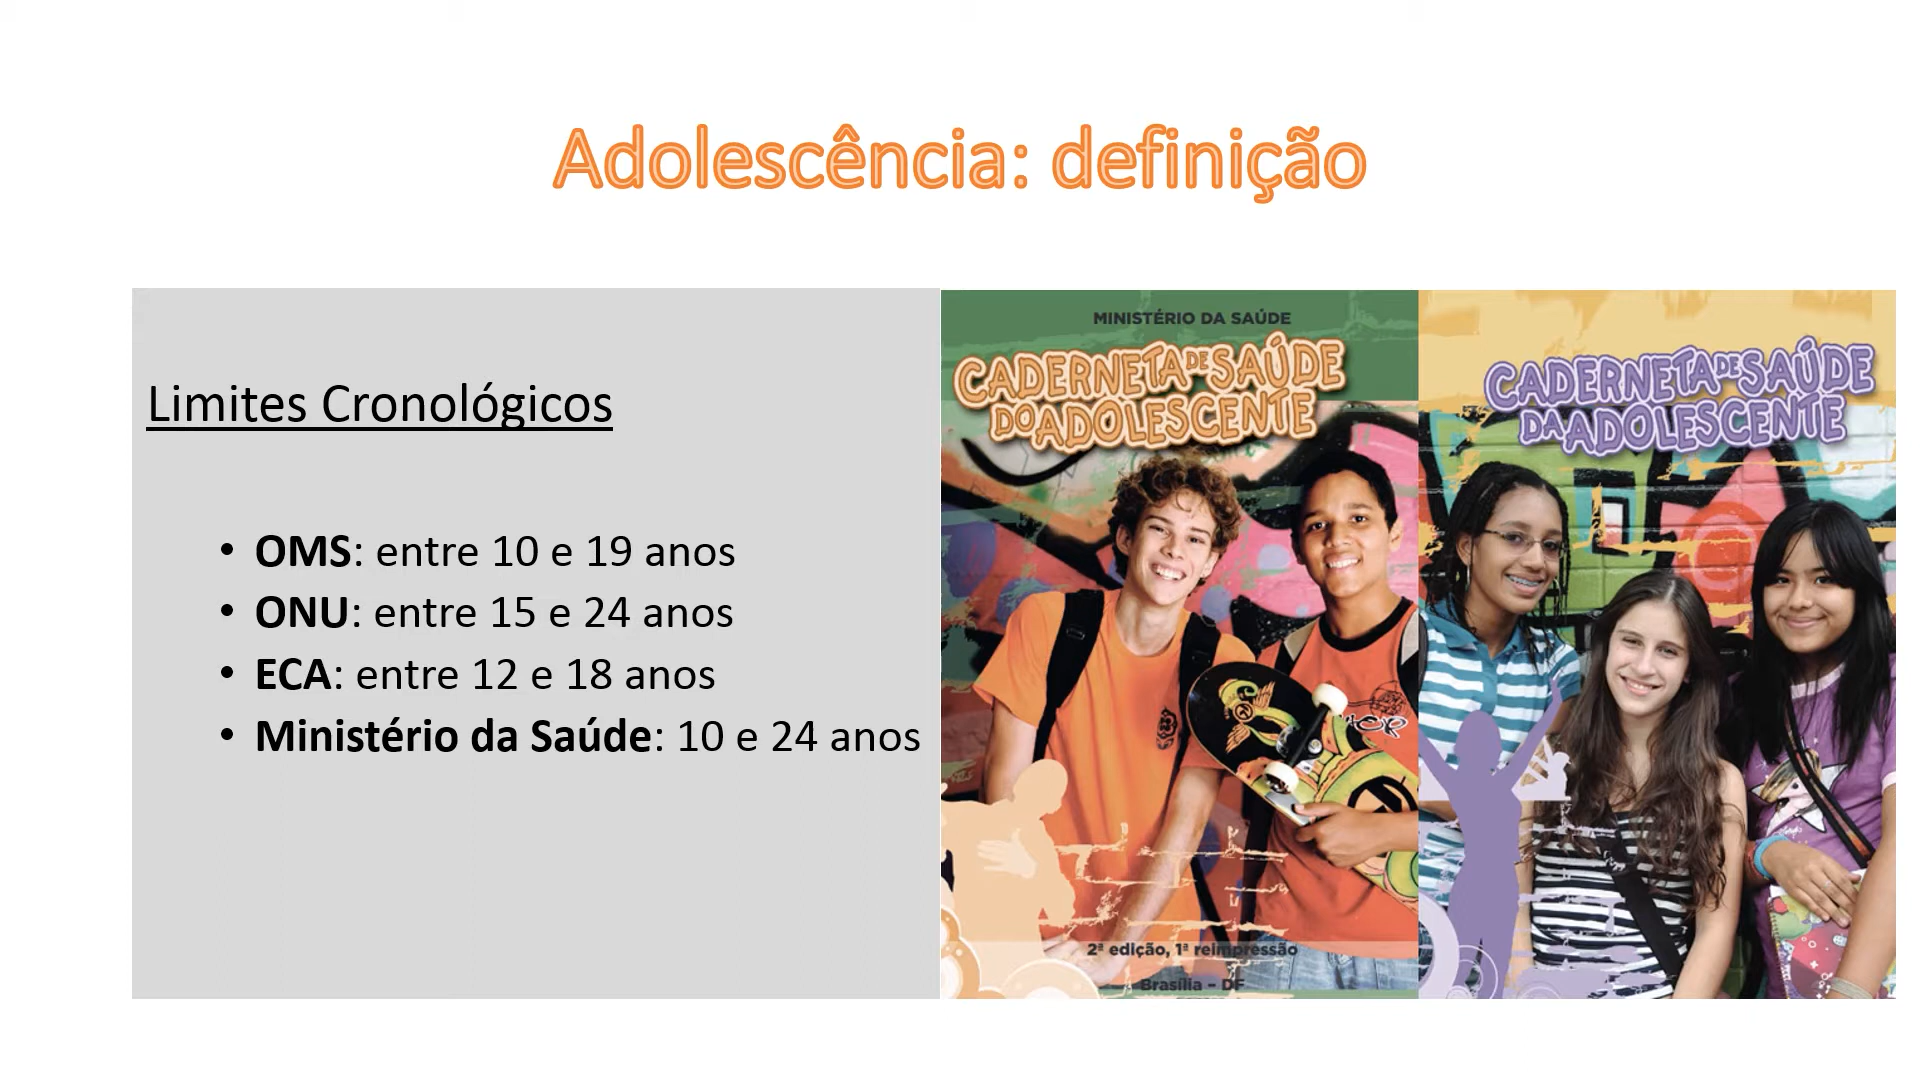 Adolescência: definição
Limites Cronológicos
• OMS: entre 10 e 19 anos
• ONU: entre 15 e 24 anos
• ECA: entre 12 e 18 anos
• Ministério da Saúde: 10 e 24 anos
MINISTÉRIO DA SAÚDE
CADERNETA DE SAÚDE
DO ADOLESCENTE
2ª edição, 1ª reimpressão
Brasília – DF
CADERNETA DE SAÚDE
DA ADOLESCENTE